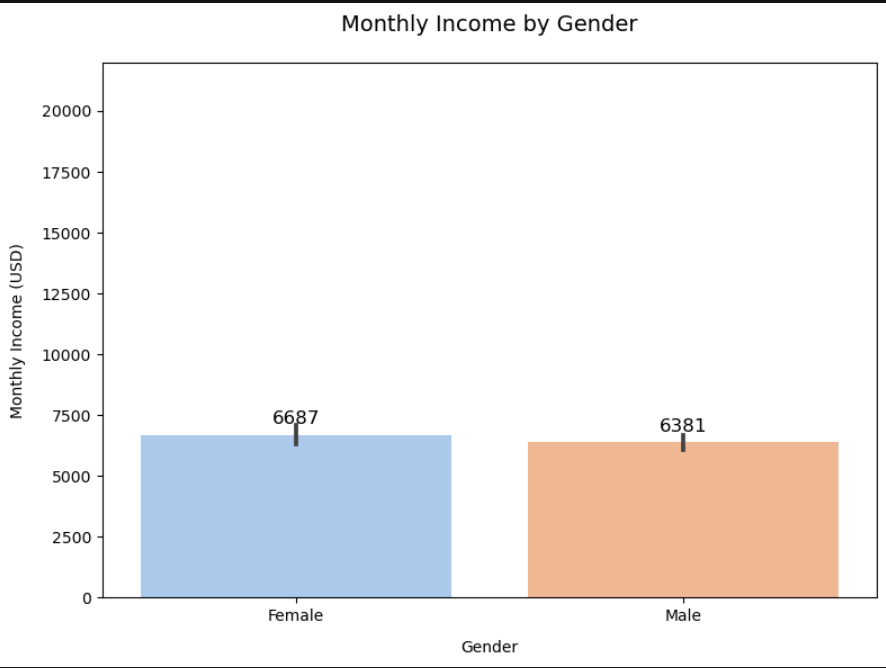 Monthly Income by Gender
20000
17500
15000
12500
10000
7500
5000
2500
0
Monthly Income (USD)
6687
6381
Female
Male
Gender